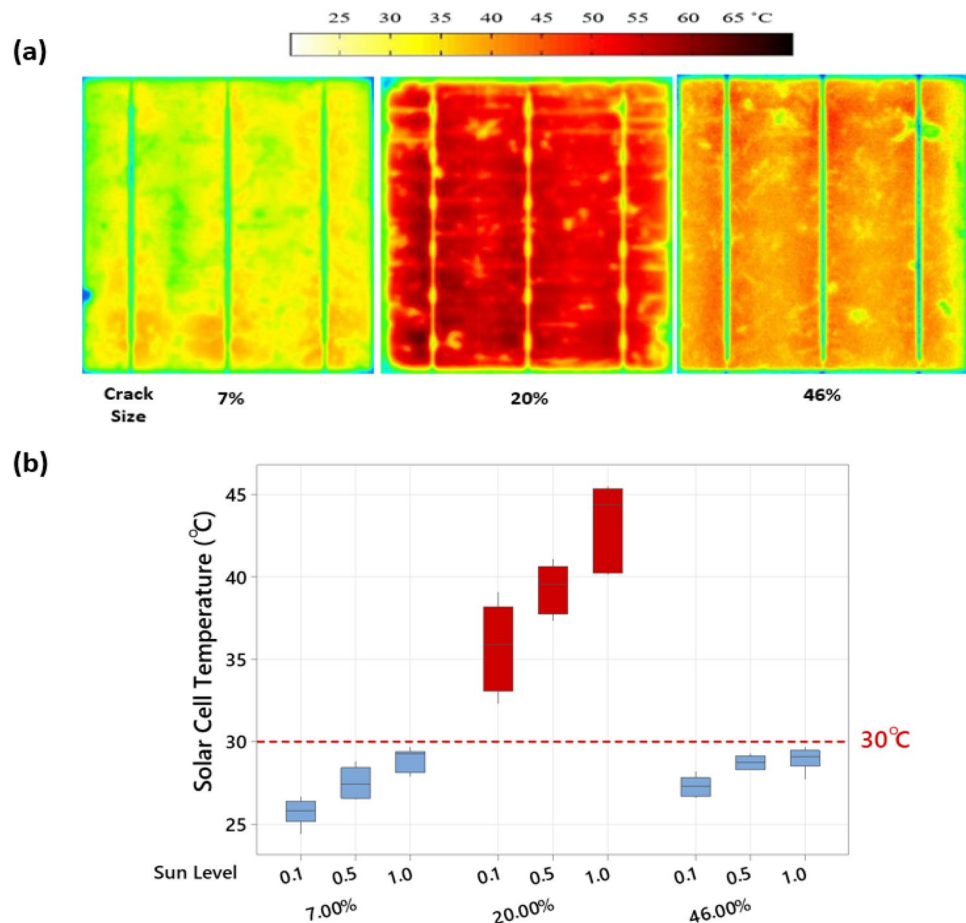 25 30 35 40 45 50 55 60 65 °C
(a)
Crack
Size
7%
20%
46%
(b)
Solar Cell Temperature (°C)
45
40
35
30
25
30℃
Sun Level
0.1 0.5 1.0 0.1 0.5 1.0 0.1 0.5 1.0
7.00% 20.00% 46.00%